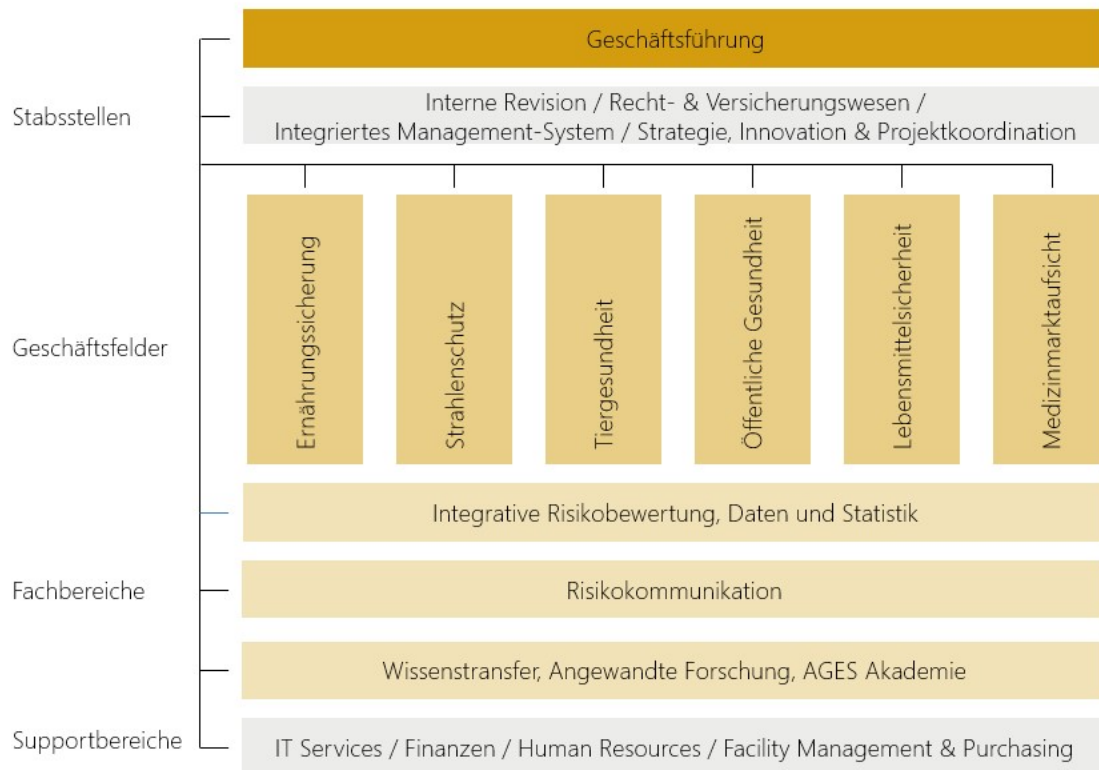 Geschäftsführung
Stabsstellen
Interne Revision / Recht- & Versicherungswesen /
Integriertes Management-System / Strategie, Innovation & Projektkoordination
Geschäftsfelder
Ernährungssicherung
Strahlenschutz
Tiergesundheit
Öffentliche Gesundheit
Lebensmittelsicherheit
Medizinmarktaufsicht
Integrative Risikobewertung, Daten und Statistik
Fachbereiche
Risikokommunikation
Wissenstransfer, Angewandte Forschung, AGES Akademie
Supportbereiche
IT Services / Finanzen / Human Resources / Facility Management & Purchasing